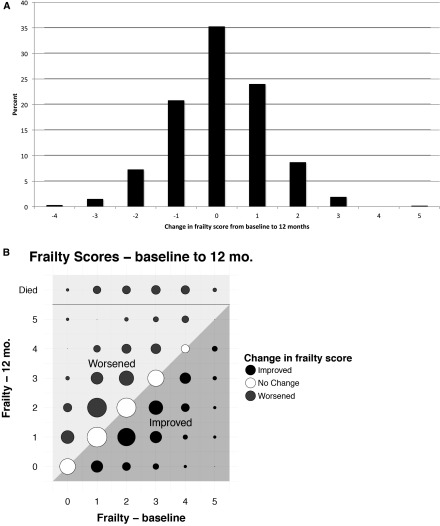 A
40
35
30
25
20
15
10
5
0
Percent
-4 -3 -2 -1 0 1 2 3 4 5
Change in frailty score from baseline to 12 months
B
Frailty Scores – baseline to 12 mo.
Died
5
4
3
2
1
0
Frailty – 12 mo.
Worsened
Improved
0 1 2 3 4 5
Frailty – baseline
Change in frailty score
Improved
No Change
Worsened